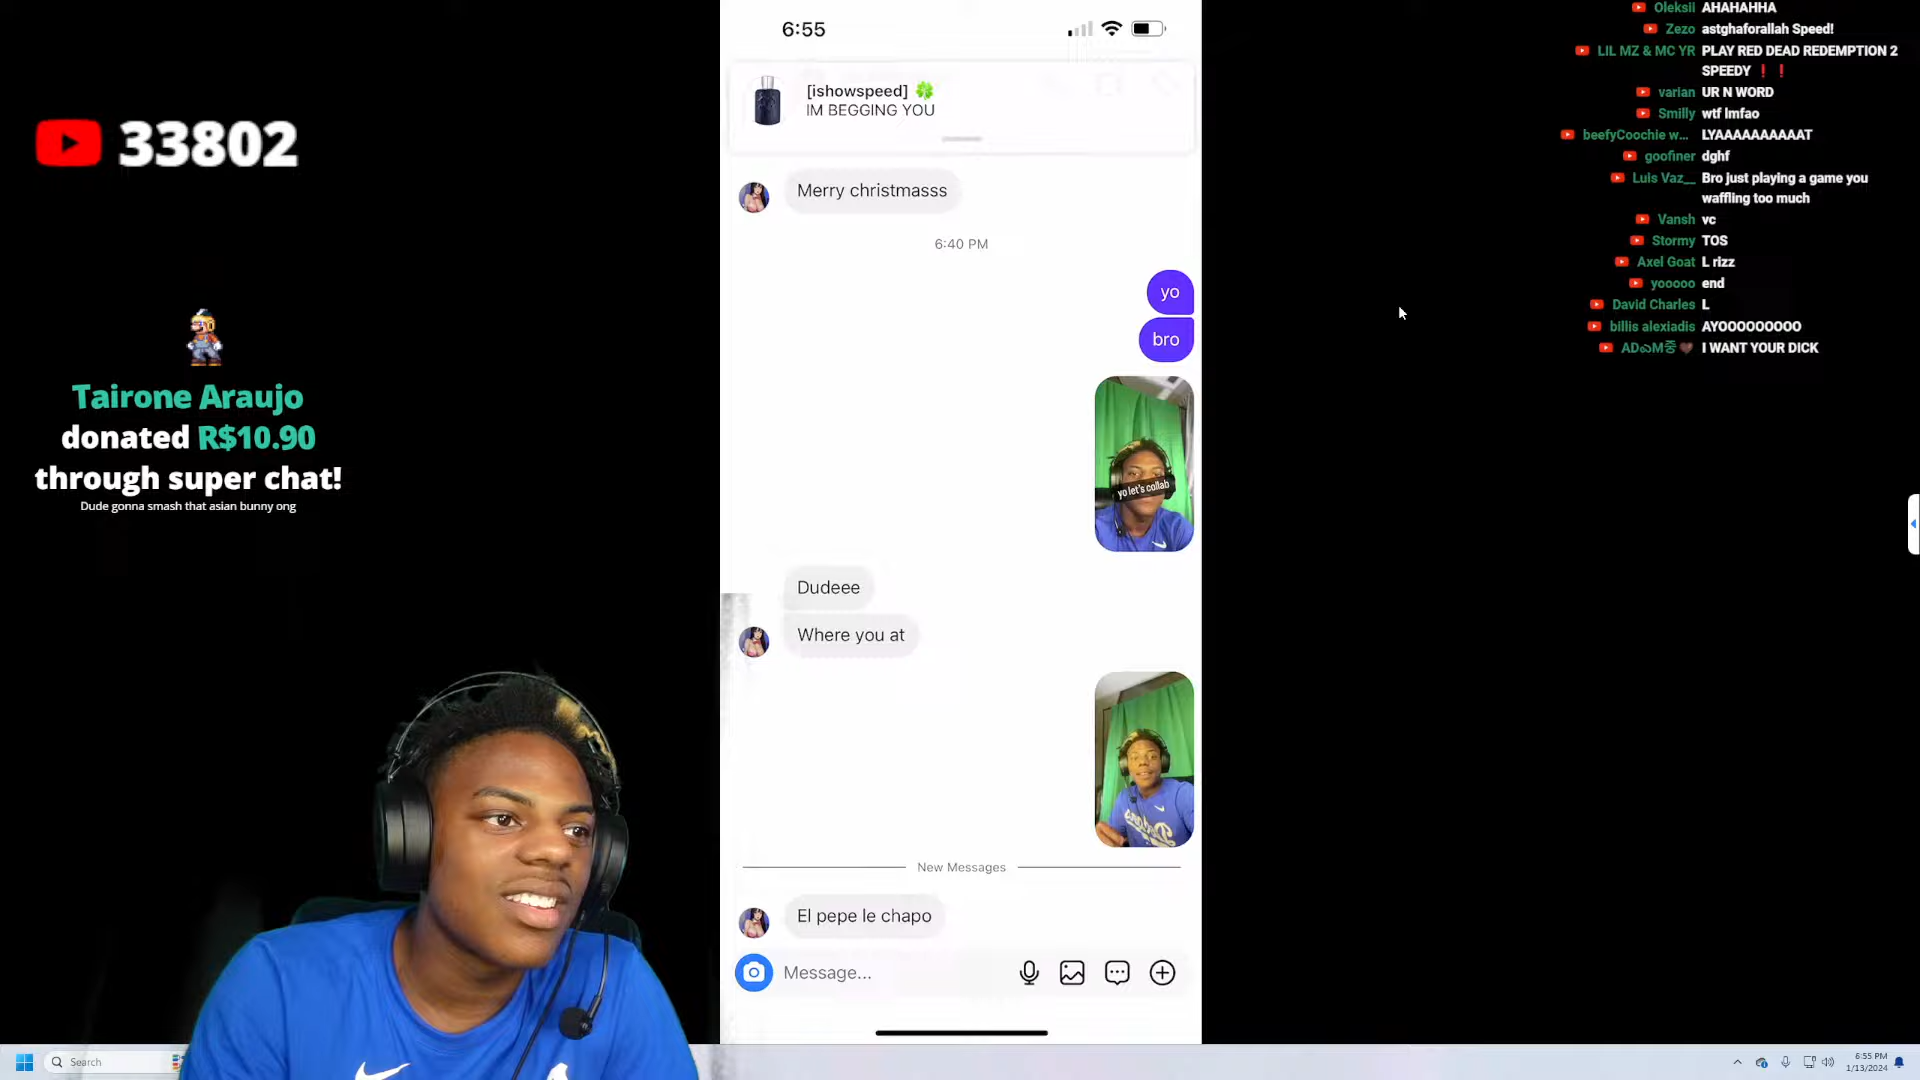 33802
Tairone Araujo
donated R$10.90
through super chat!
Dude gonna smash that asian bunny ong
6:55
[ishowspeed] 🍀
IM BEGGING YOU
Merry christmasss
6:40 PM
yo
bro
yo let's collab
Dudeee
Where you at
New Messages
El pepe le chapo
Message...
Oleksii AHAHAHHA
Zezo astghaforallah Speed!
LIL MZ & MC YR PLAY RED DEAD REDEMPTION 2
SPEEDY ❗ ❗
varian UR N WORD
Smilly wtf lmfao
beefyCoochie w... LYAAAAAAAAAT
goofiner dghf
Luis Vaz__ Bro just playing a game you
waffling too much
Vansh vc
Stormy TOS
Axel Goat L rizz
yooooo end
David Charles L
billis alexiadis AYOOOOOOOOO
I WANT YOUR DICK
Search
6:55 PM
1/13/2024